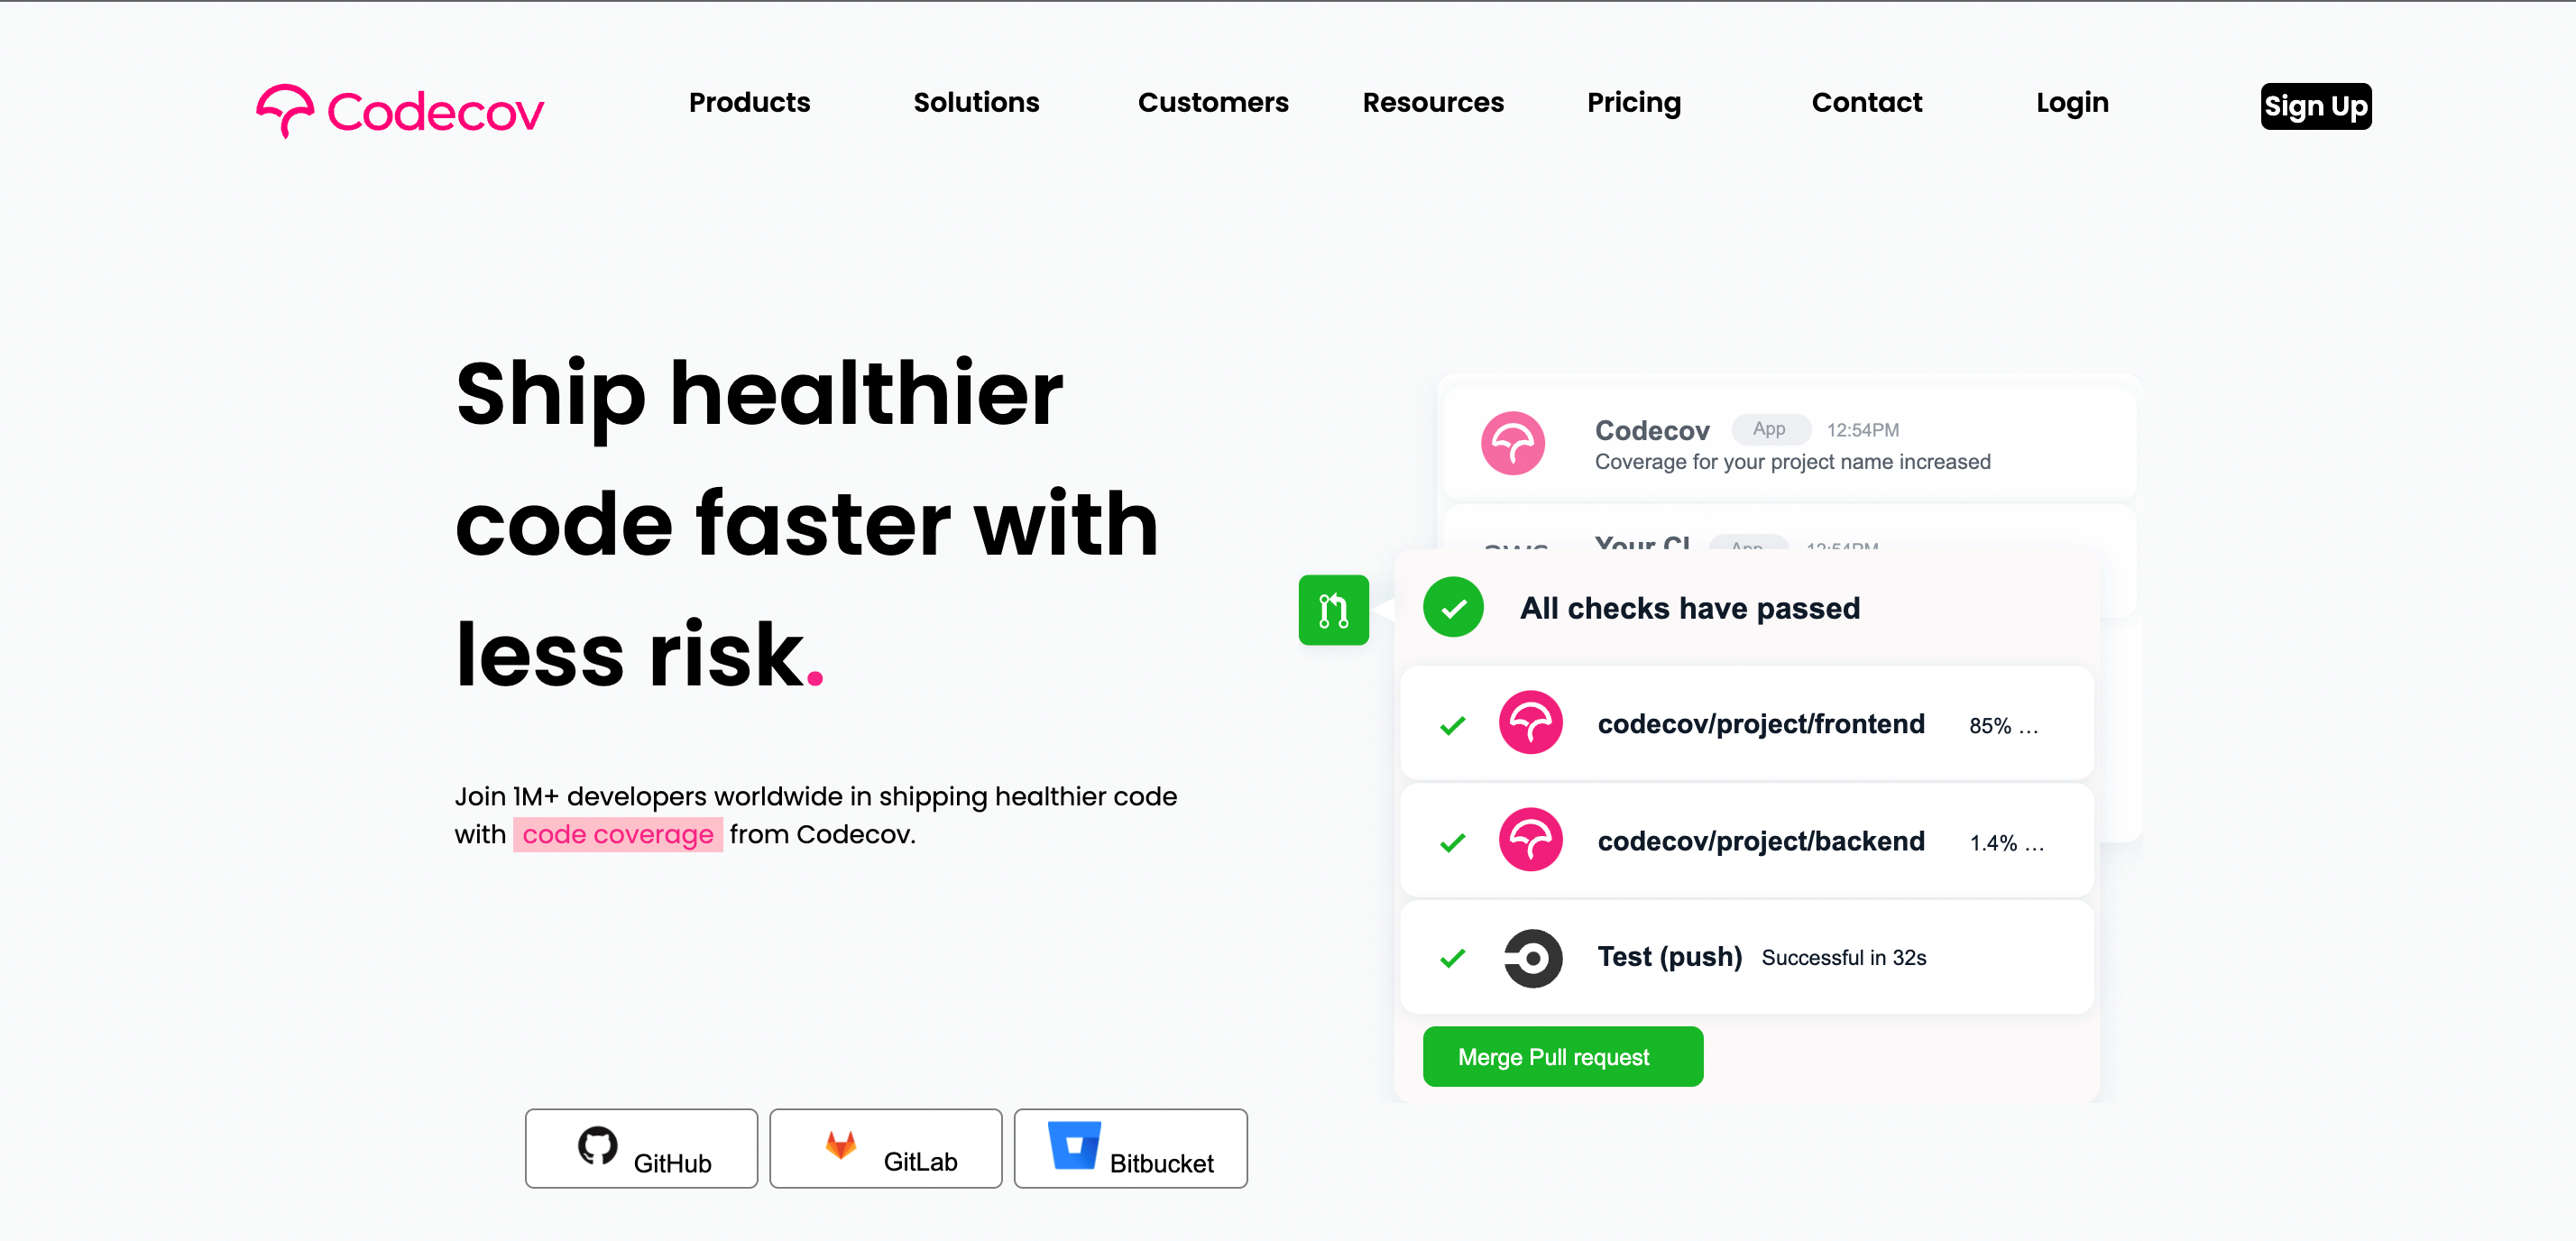 Codecov
Products Solutions Customers Resources Pricing Contact Login Sign Up
Ship healthier
code faster with
less risk.
Join 1M+ developers worldwide in shipping healthier code
with code coverage from Codecov.
GitHub GitLab Bitbucket
Codecov App 12:54PM
Coverage for your project name increased
Your CI App 12:54PM
All checks have passed
codecov/project/frontend 85% ...
codecov/project/backend 1.4% ...
Test (push) Successful in 32s
Merge Pull request